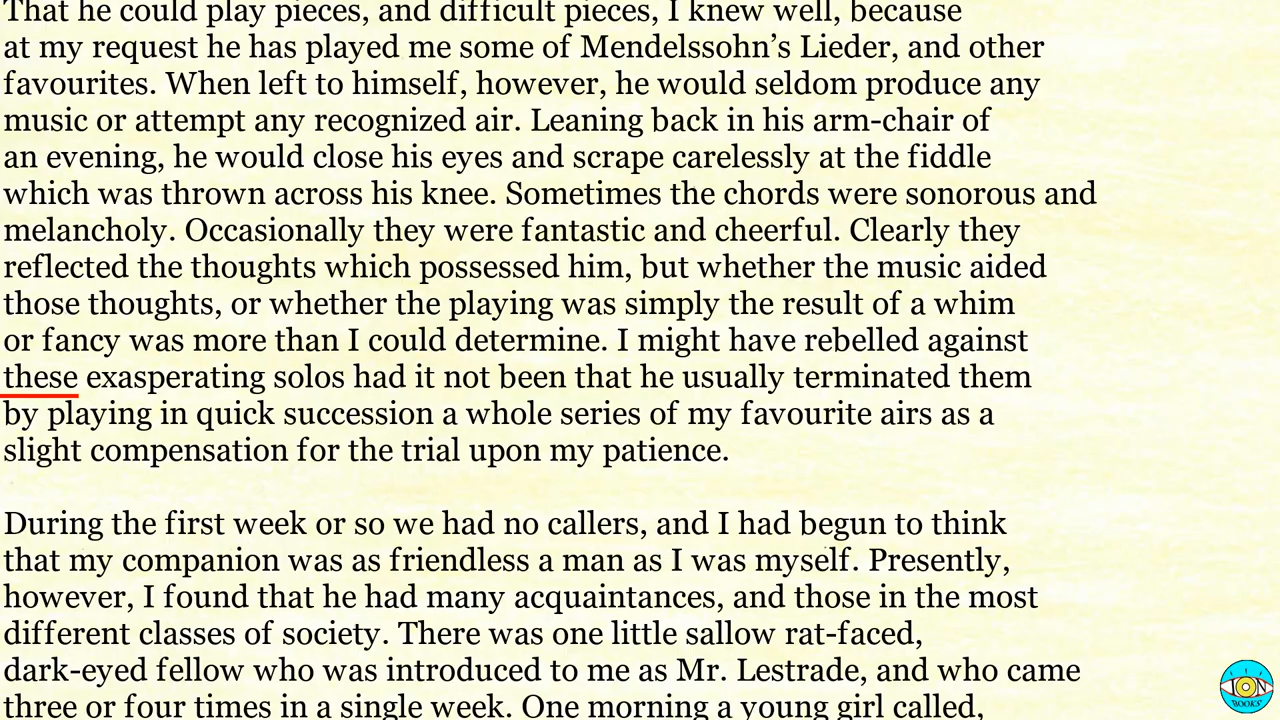 That he could play pieces, and difficult pieces, I knew well, because
at my request he has played me some of Mendelssohn’s Lieder, and other
favourites. When left to himself, however, he would seldom produce any
music or attempt any recognized air. Leaning back in his arm-chair of
an evening, he would close his eyes and scrape carelessly at the fiddle
which was thrown across his knee. Sometimes the chords were sonorous and
melancholy. Occasionally they were fantastic and cheerful. Clearly they
reflected the thoughts which possessed him, but whether the music aided
those thoughts, or whether the playing was simply the result of a whim
or fancy was more than I could determine. I might have rebelled against
these exasperating solos had it not been that he usually terminated them
by playing in quick succession a whole series of my favourite airs as a
slight compensation for the trial upon my patience.
During the first week or so we had no callers, and I had begun to think
that my companion was as friendless a man as I was myself. Presently,
however, I found that he had many acquaintances, and those in the most
different classes of society. There was one little sallow rat-faced,
dark-eyed fellow who was introduced to me as Mr. Lestrade, and who came
three or four times in a single week. One morning a young girl called,
ION
BOOKS